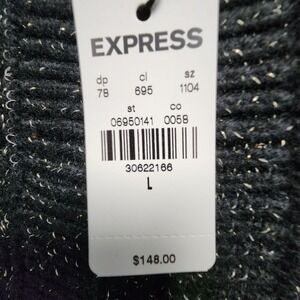 EXPRESS
dp cl sz
78 695 1104
st co
06950141 0058
30622166
L
$148.00